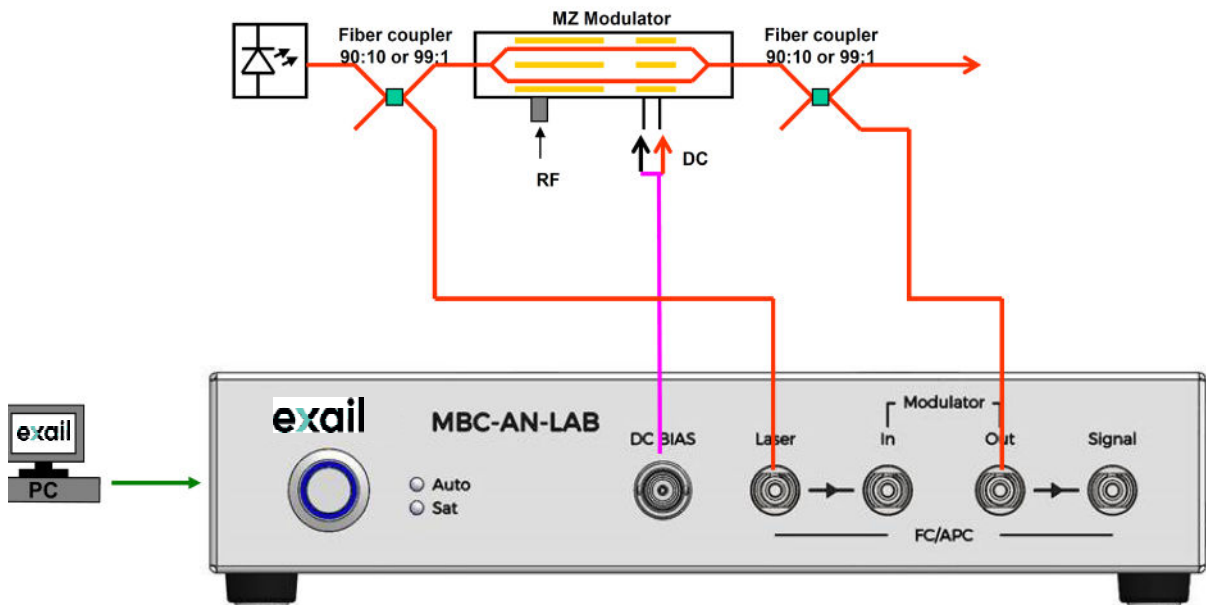 MZ Modulator
Fiber coupler
90:10 or 99:1
Fiber coupler
90:10 or 99:1
RF
DC
exail
PC
exail
MBC-AN-LAB
Auto
Sat
DC BIAS
Laser
Modulator
In
Out
Signal
FC/APC